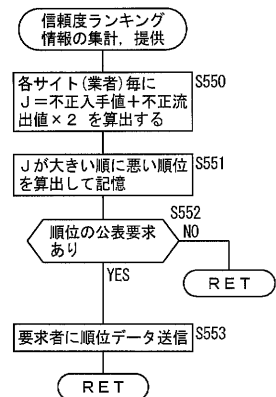 信頼度ランキング
情報の集計，提供
各サイト(業者)毎に
J＝不正入手値＋不正流
出値×2 を算出する
S550
Jが大きい順に悪い順位
を算出して記憶
S551
S552
順位の公表要求
あり
NO
YES
RET
要求者に順位データ送信
S553
RET